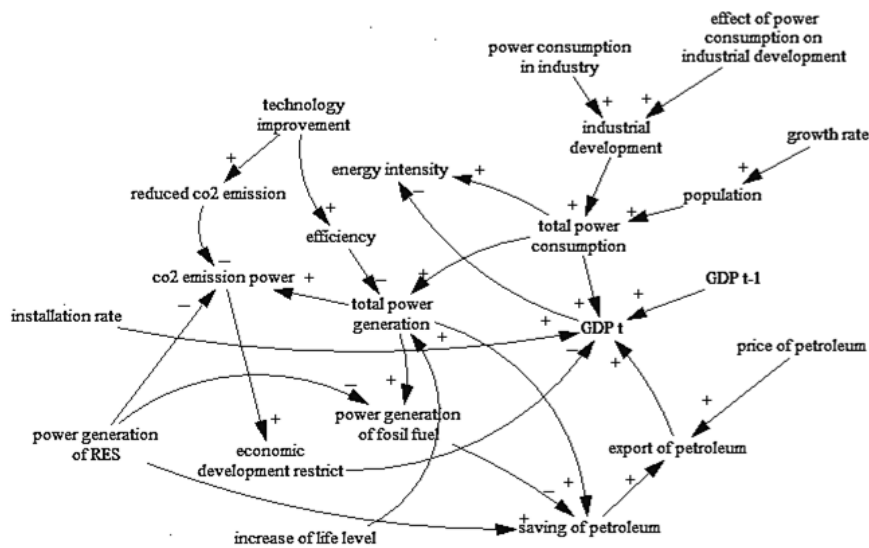 effect of power
consumption on
industrial development
power consumption
in industry
+
+
technology
improvement
industrial
development
growth rate
energy intensity
+
+
+
reduced co2 emission
−
population
+
+
+
total power
consumption
efficiency
−
co2 emission power
+
−
+
GDP t-1
−
total power
generation
+
+
installation rate
+
+
GDP t
−
price of petroleum
+
+
−
power generation
of fosil fuel
+
power generation
of RES
+
economic
development restrict
export of petroleum
+
+
−
+
saving of petroleum
increase of life level